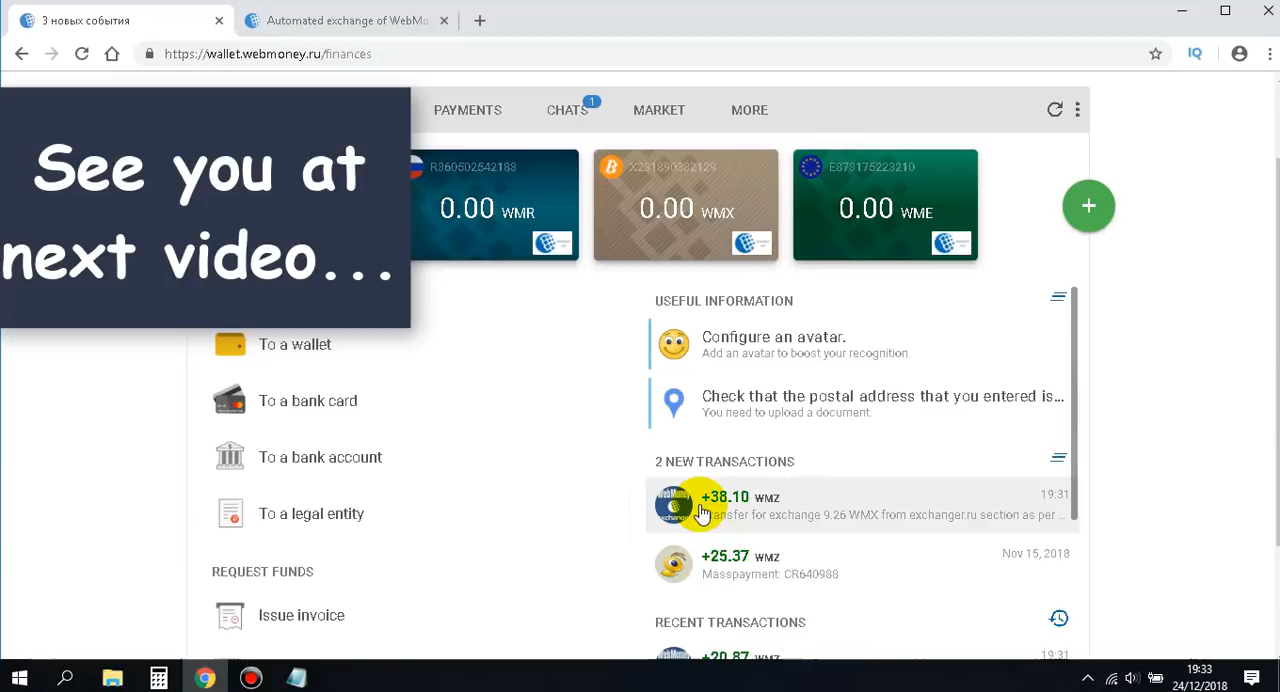 3 новых события
Automated exchange of WebMo
https://wallet.webmoney.ru/finances
IQ
See you at
next video...
PAYMENTS
CHATS
1
MARKET
MORE
R360502542183
0.00 WMR
0.00 WMX
E873175223210
0.00 WME
To a wallet
To a bank card
To a bank account
To a legal entity
REQUEST FUNDS
Issue invoice
USEFUL INFORMATION
Configure an avatar.
Add an avatar to boost your recognition.
Check that the postal address that you entered is...
You need to upload a document.
2 NEW TRANSACTIONS
+38.10 WMZ
19:31
ransfer for exchange 9.26 WMX from exchanger.ru section as per ...
+25.37 WMZ
Nov 15, 2018
Masspayment: CR640988
RECENT TRANSACTIONS
+20.87 WMZ
19:31
19:33
24/12/2018